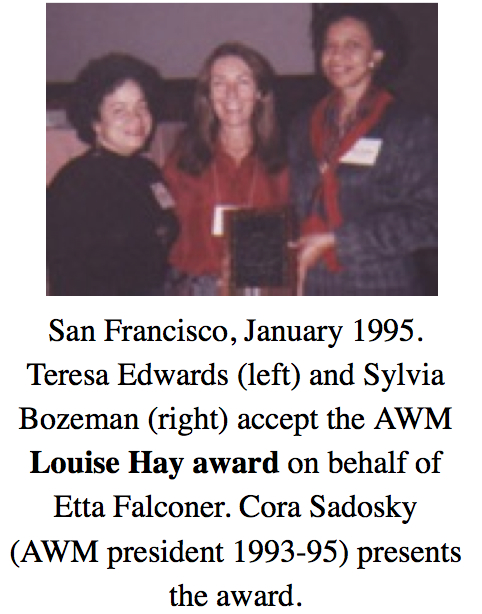 San Francisco, January 1995.
Teresa Edwards (left) and Sylvia
Bozeman (right) accept the AWM
Louise Hay award on behalf of
Etta Falconer. Cora Sadosky
(AWM president 1993-95) presents
the award.